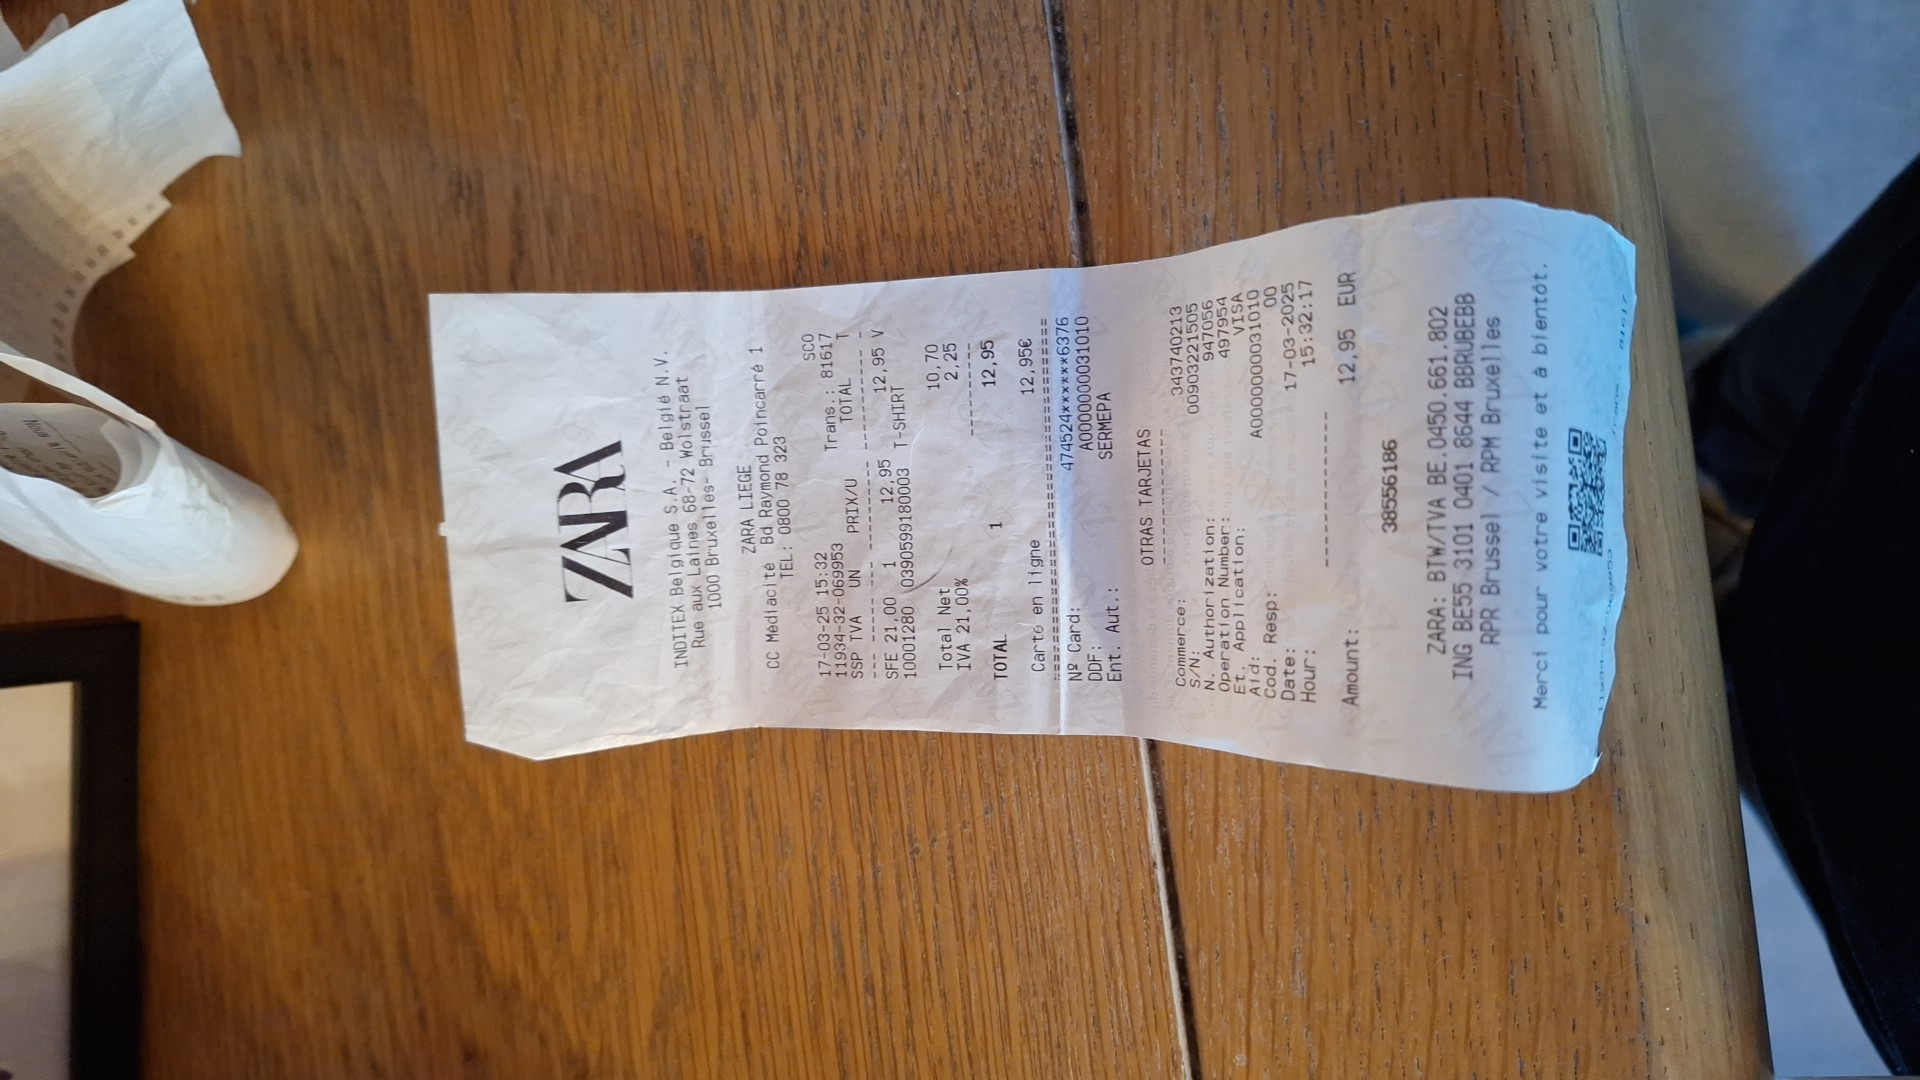 ZARA
INDITEX Belgique S.A. - België N.V.
Rue aux Laines 68-72 Wolstraat
1000 Bruxelles- Brussel
ZARA LIEGE
CC Mediacité Bd Raymond Poincarré 1
TEL: 0800 78 323
SCO
17-03-25 15:32 Trans.: 81617
11934-32-069953 TOTAL T
SSP TVA UN PRIX/U
SFE 21,00 1 12,95 12,95 V
10001280 0390599180003 T-SHIRT
Total Net 10,70
IVA 21,00% 2,25
TOTAL 1 12,95
Carte en ligne 12,95€
Nº Card: 474524******6376
DDF: A0000000031010
Ent. Aut.: SERMEPA
OTRAS TARJETAS
Commerce: 343740213
S/N: 00903221505
N. Authorization: 947056
Operation Number: 497954
Et. Application: VISA
Aid: A0000000031010
Cod. Resp: 00
Date: 17-03-2025
Hour: 15:32:17
Amount: 12,95 EUR
38556186
ZARA: BTW/TVA BE.0450.661.802
ING BE55 3101 0401 8644 BBRUBEBB
RPR Brussel / RPM Bruxelles
Merci pour votre visite et à bientôt.